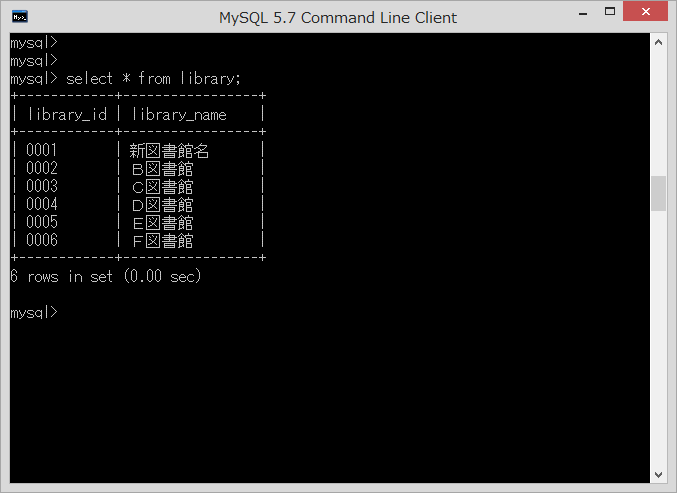 MySQL 5.7 Command Line Client
mysql>
mysql>
mysql> select * from library;
+------------+-----------------+
| library_id | library_name    |
+------------+-----------------+
| 0001       | 新図書館名      |
| 0002       | Ｂ図書館        |
| 0003       | Ｃ図書館        |
| 0004       | Ｄ図書館        |
| 0005       | Ｅ図書館        |
| 0006       | Ｆ図書館        |
+------------+-----------------+
6 rows in set (0.00 sec)
mysql>